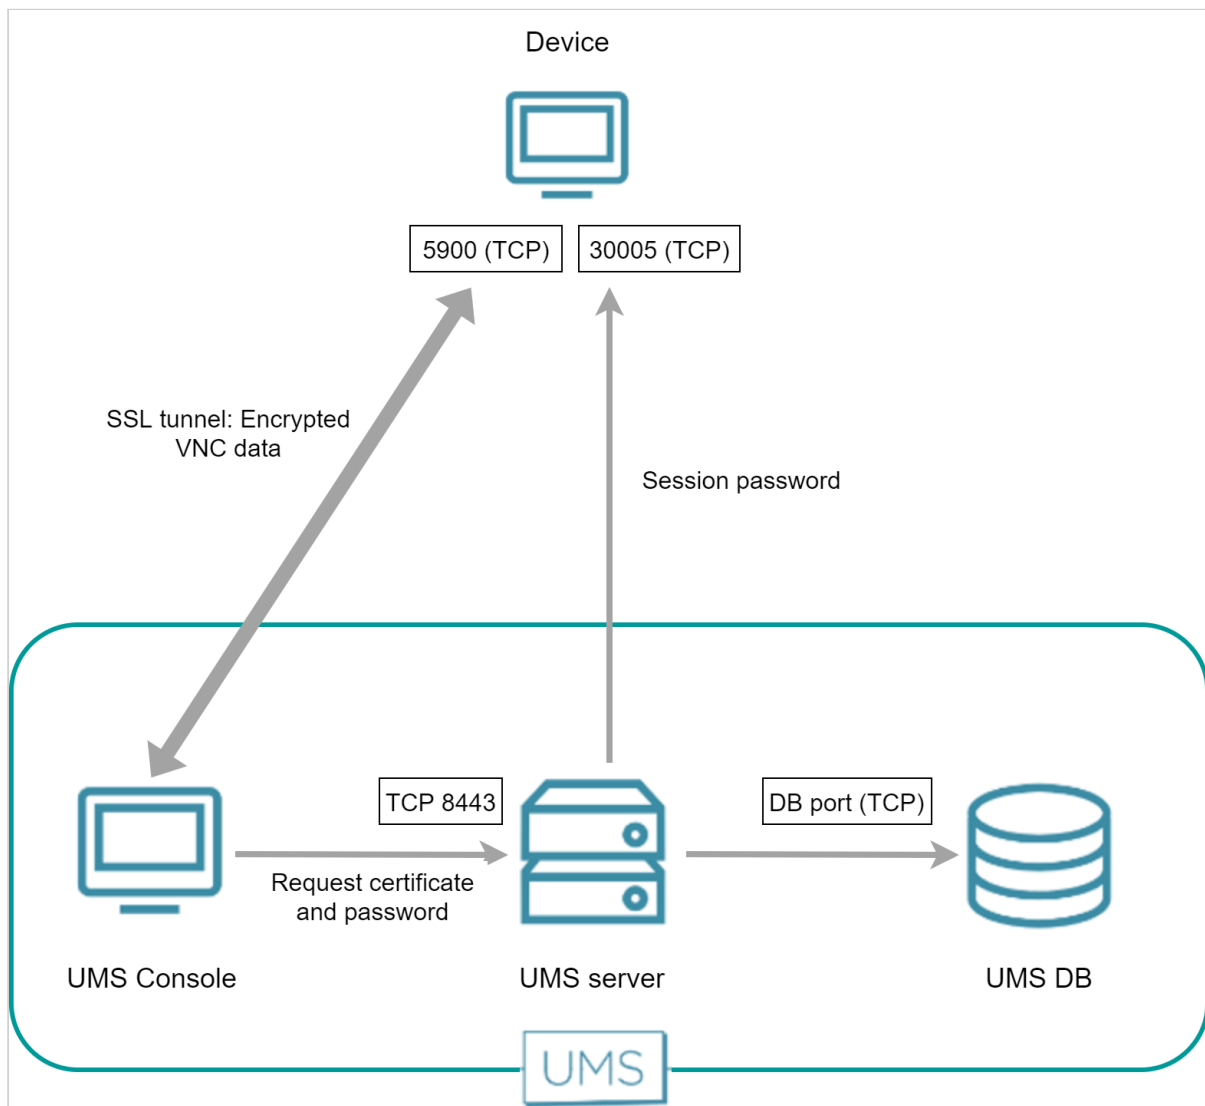 Device
5900 (TCP)
30005 (TCP)
SSL tunnel: Encrypted
VNC data
Session password
TCP 8443
DB port (TCP)
Request certificate
and password
UMS Console
UMS server
UMS DB
UMS